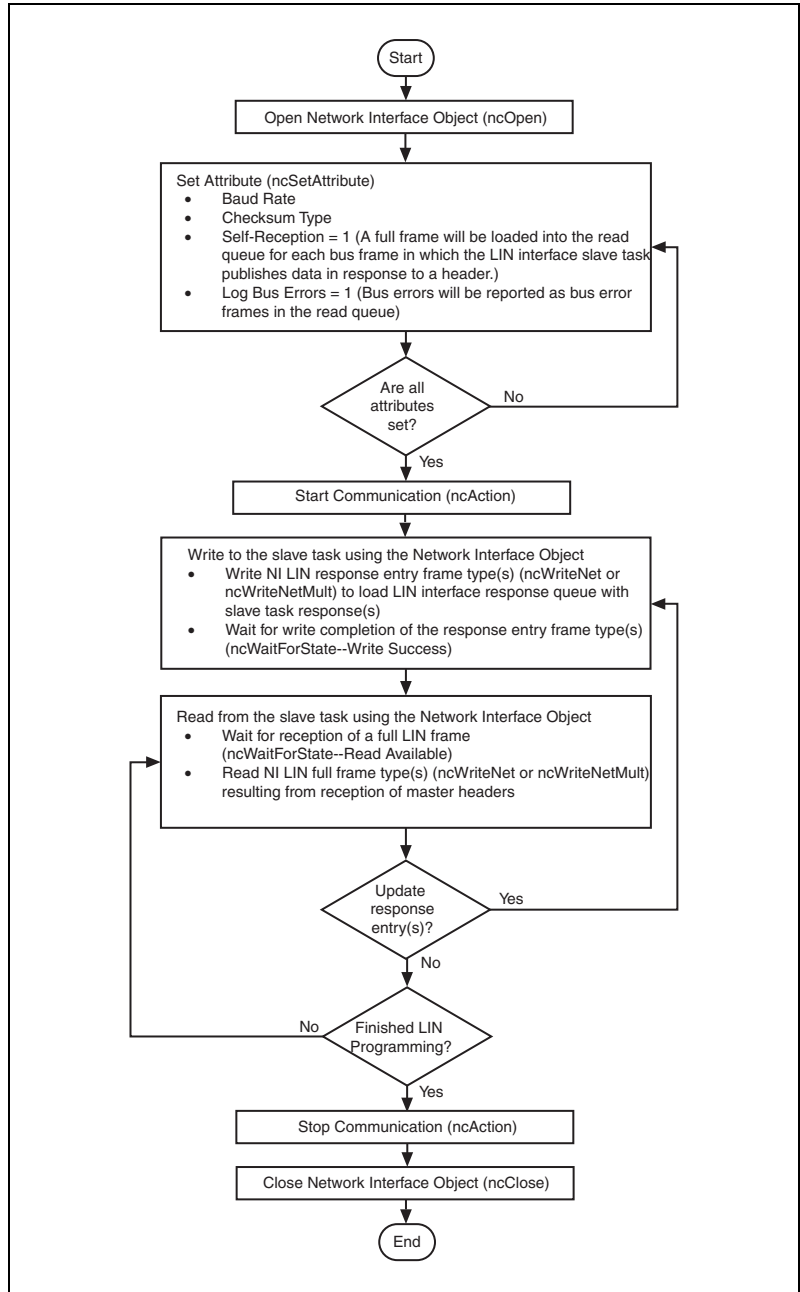 Start
Open Network Interface Object (ncOpen)
Set Attribute (ncSetAttribute)
• Baud Rate
• Checksum Type
• Self-Reception = 1 (A full frame will be loaded into the read
queue for each bus frame in which the LIN interface slave task
publishes data in response to a header.)
• Log Bus Errors = 1 (Bus errors will be reported as bus error
frames in the read queue)
Are all
attributes
set?
No
Yes
Start Communication (ncAction)
Write to the slave task using the Network Interface Object
• Write NI LIN response entry frame type(s) (ncWriteNet or
ncWriteNetMult) to load LIN interface response queue with
slave task response(s)
• Wait for write completion of the response entry frame type(s)
(ncWaitForState--Write Success)
Read from the slave task using the Network Interface Object
• Wait for reception of a full LIN frame
(ncWaitForState--Read Available)
• Read NI LIN full frame type(s) (ncWriteNet or ncWriteNetMult)
resulting from reception of master headers
Update
response
entry(s)?
Yes
No
Finished LIN
Programming?
No
Yes
Stop Communication (ncAction)
Close Network Interface Object (ncClose)
End